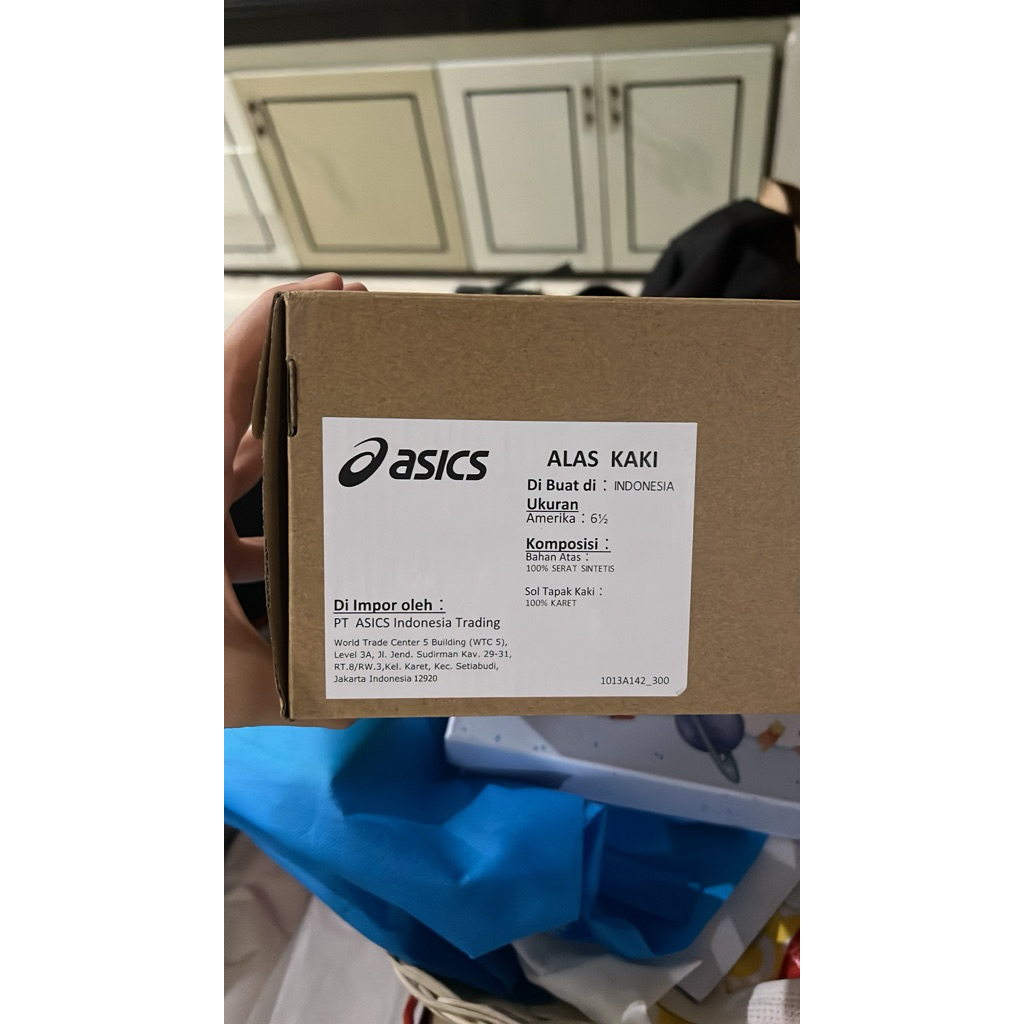 asics
ALAS KAKI
Di Buat di : INDONESIA
Ukuran
Amerika : 6½
Komposisi :
Bahan Atas :
100% SERAT SINTETIS
Sol Tapak Kaki :
100% KARET
Di Impor oleh :
PT ASICS Indonesia Trading
World Trade Center 5 Building (WTC 5),
Level 3A, Jl. Jend. Sudirman Kav. 29-31,
RT.8/RW.3,Kel. Karet, Kec. Setiabudi,
Jakarta Indonesia 12920
1013A142_300